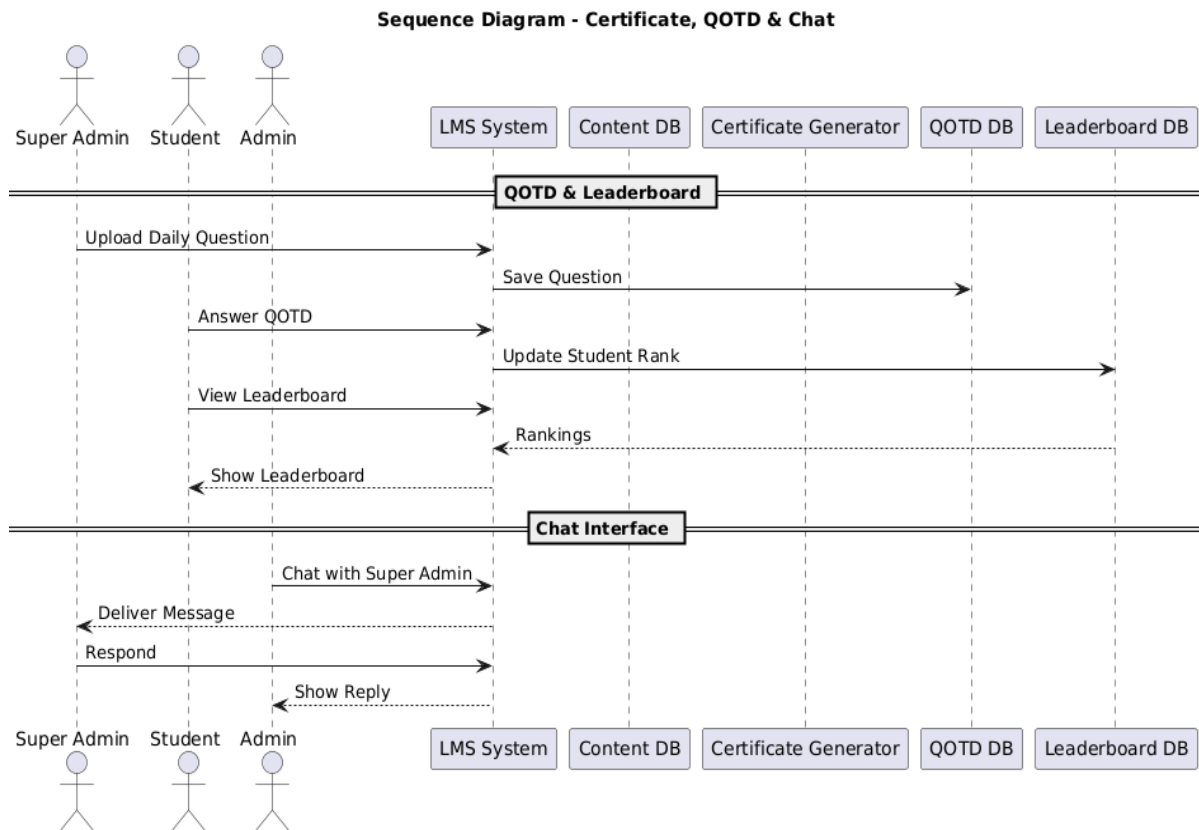 Sequence Diagram - Certificate, QOTD & Chat
Super Admin Student Admin LMS System Content DB Certificate Generator QOTD DB Leaderboard DB
QOTD & Leaderboard
Upload Daily Question
Save Question
Answer QOTD
Update Student Rank
View Leaderboard
Rankings
Show Leaderboard
Chat Interface
Chat with Super Admin
Deliver Message
Respond
Show Reply
Super Admin Student Admin LMS System Content DB Certificate Generator QOTD DB Leaderboard DB